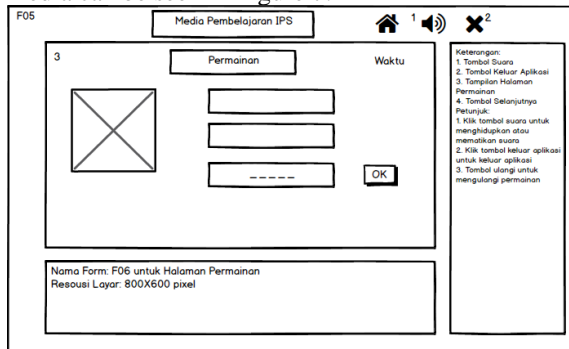 F05
Media Pembelajaran IPS
1
2
3
Permainan
Waktu
_ _ _ _ _
OK
Keterangan:
1. Tombol Suara
2. Tombol Keluar Aplikasi
3. Tampilan Halaman
Permainan
4. Tombol Selanjutnya
Petunjuk:
1. Klik tombol suara untuk
menghidupkan atau
mematikan suara
2. Klik tombol keluar aplikasi
untuk keluar aplikasi
3. Tombol ulangi untuk
mengulangi permainan
Nama Form: F06 untuk Halaman Permainan
Resousi Layar: 800X600 pixel